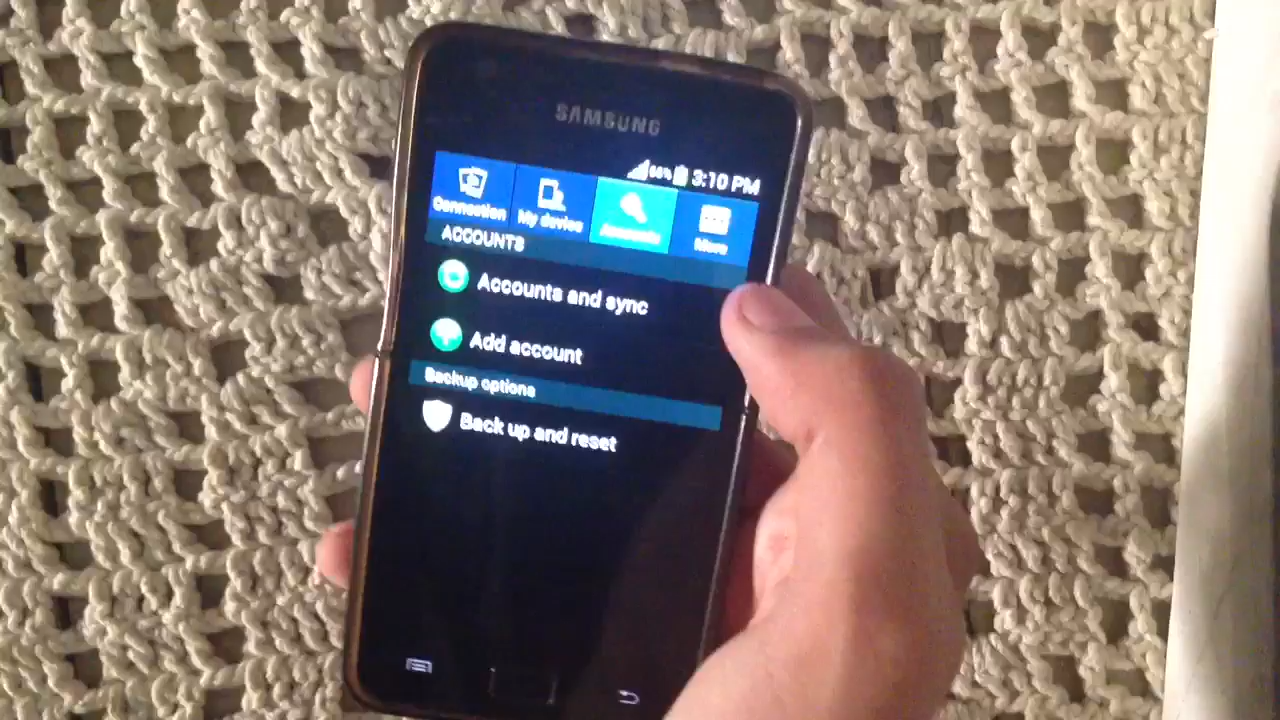 SAMSUNG
3:10 PM
Connection My device Accounts More
ACCOUNTS
Accounts and sync
Add account
Backup options
Back up and reset